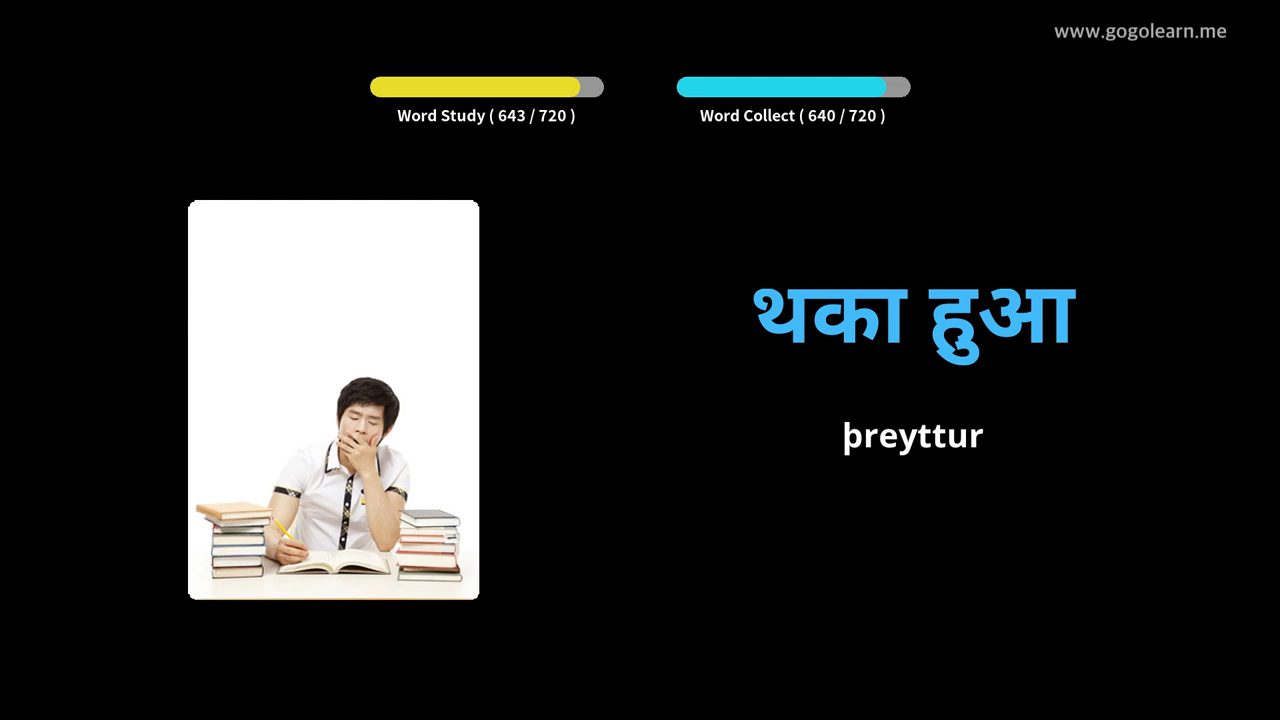 www.gogolearn.me
Word Study ( 643 / 720 )
Word Collect ( 640 / 720 )
थका हुआ
þreyttur